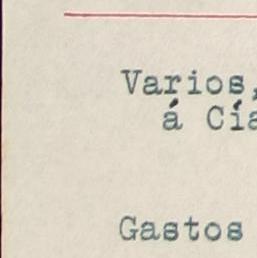 Varios,
á Cía
Gastos